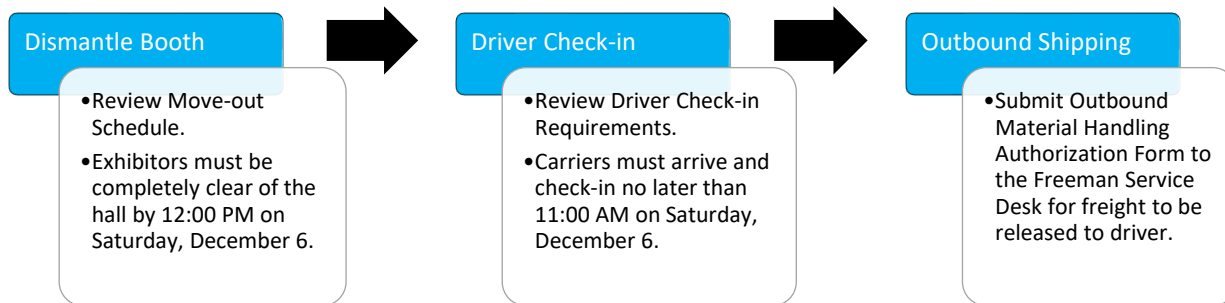 Dismantle Booth
•Review Move-out
Schedule.
•Exhibitors must be
completely clear of the
hall by 12:00 PM on
Saturday, December 6.
Driver Check-in
•Review Driver Check-in
Requirements.
•Carriers must arrive and
check-in no later than
11:00 AM on Saturday,
December 6.
Outbound Shipping
•Submit Outbound
Material Handling
Authorization Form to
the Freeman Service
Desk for freight to be
released to driver.